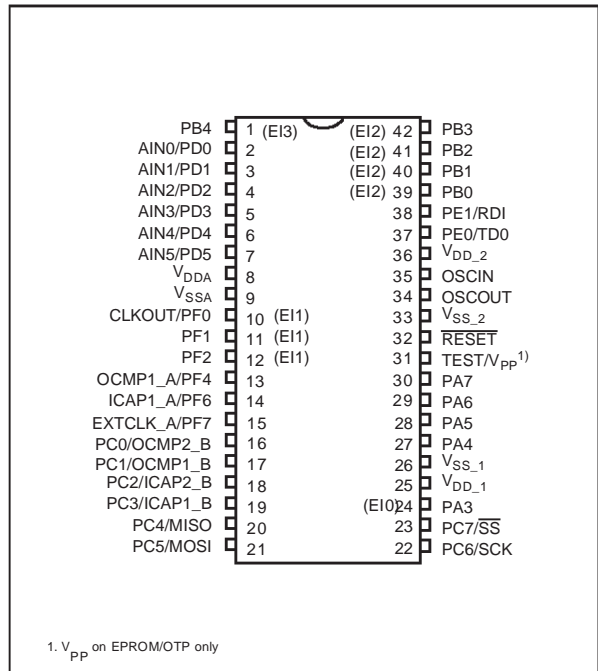 PB4 1 (EI3) (EI2) 42 PB3
AIN0/PD0 2 (EI2) 41 PB2
AIN1/PD1 3 (EI2) 40 PB1
AIN2/PD2 4 (EI2) 39 PB0
AIN3/PD3 5 38 PE1/RDI
AIN4/PD4 6 37 PE0/TD0
AIN5/PD5 7 36 VDD_2
VDDA 8 35 OSCIN
VSSA 9 34 OSCOUT
CLKOUT/PF0 10 (EI1) 33 VSS_2
PF1 11 (EI1) 32 RESET
PF2 12 (EI1) 31 TEST/VPP1)
OCMP1_A/PF4 13 30 PA7
ICAP1_A/PF6 14 29 PA6
EXTCLK_A/PF7 15 28 PA5
PC0/OCMP2_B 16 27 PA4
PC1/OCMP1_B 17 26 VSS_1
PC2/ICAP2_B 18 25 VDD_1
PC3/ICAP1_B 19 (EI0) 24 PA3
PC4/MISO 20 23 PC7/SS
PC5/MOSI 21 22 PC6/SCK
1. VPP on EPROM/OTP only